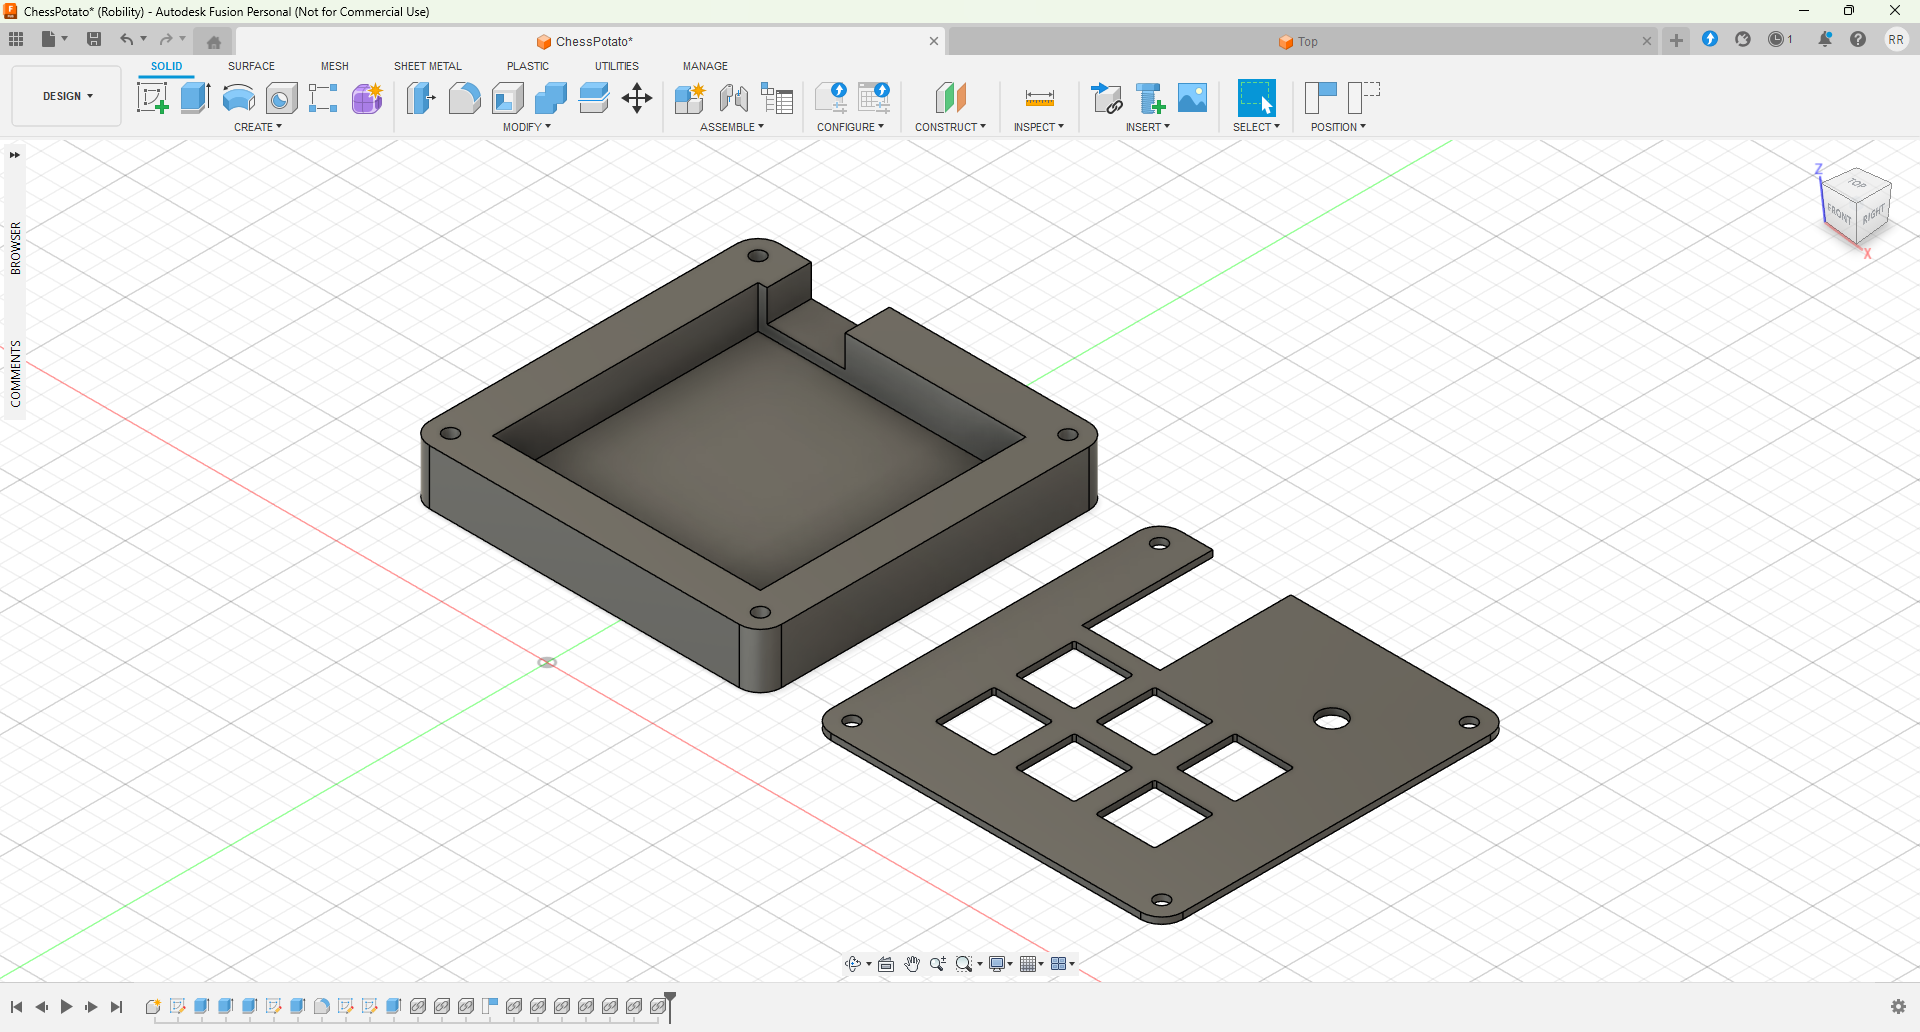 ChessPotato* (Robility) - Autodesk Fusion Personal (Not for Commercial Use)
ChessPotato*
Top
1
RR
SOLID
SURFACE
MESH
SHEET METAL
PLASTIC
UTILITIES
MANAGE
DESIGN
CREATE
MODIFY
ASSEMBLE
CONFIGURE
CONSTRUCT
INSPECT
INSERT
SELECT
POSITION
BROWSER
COMMENTS
Z
TOP
FRONT
RIGHT
X